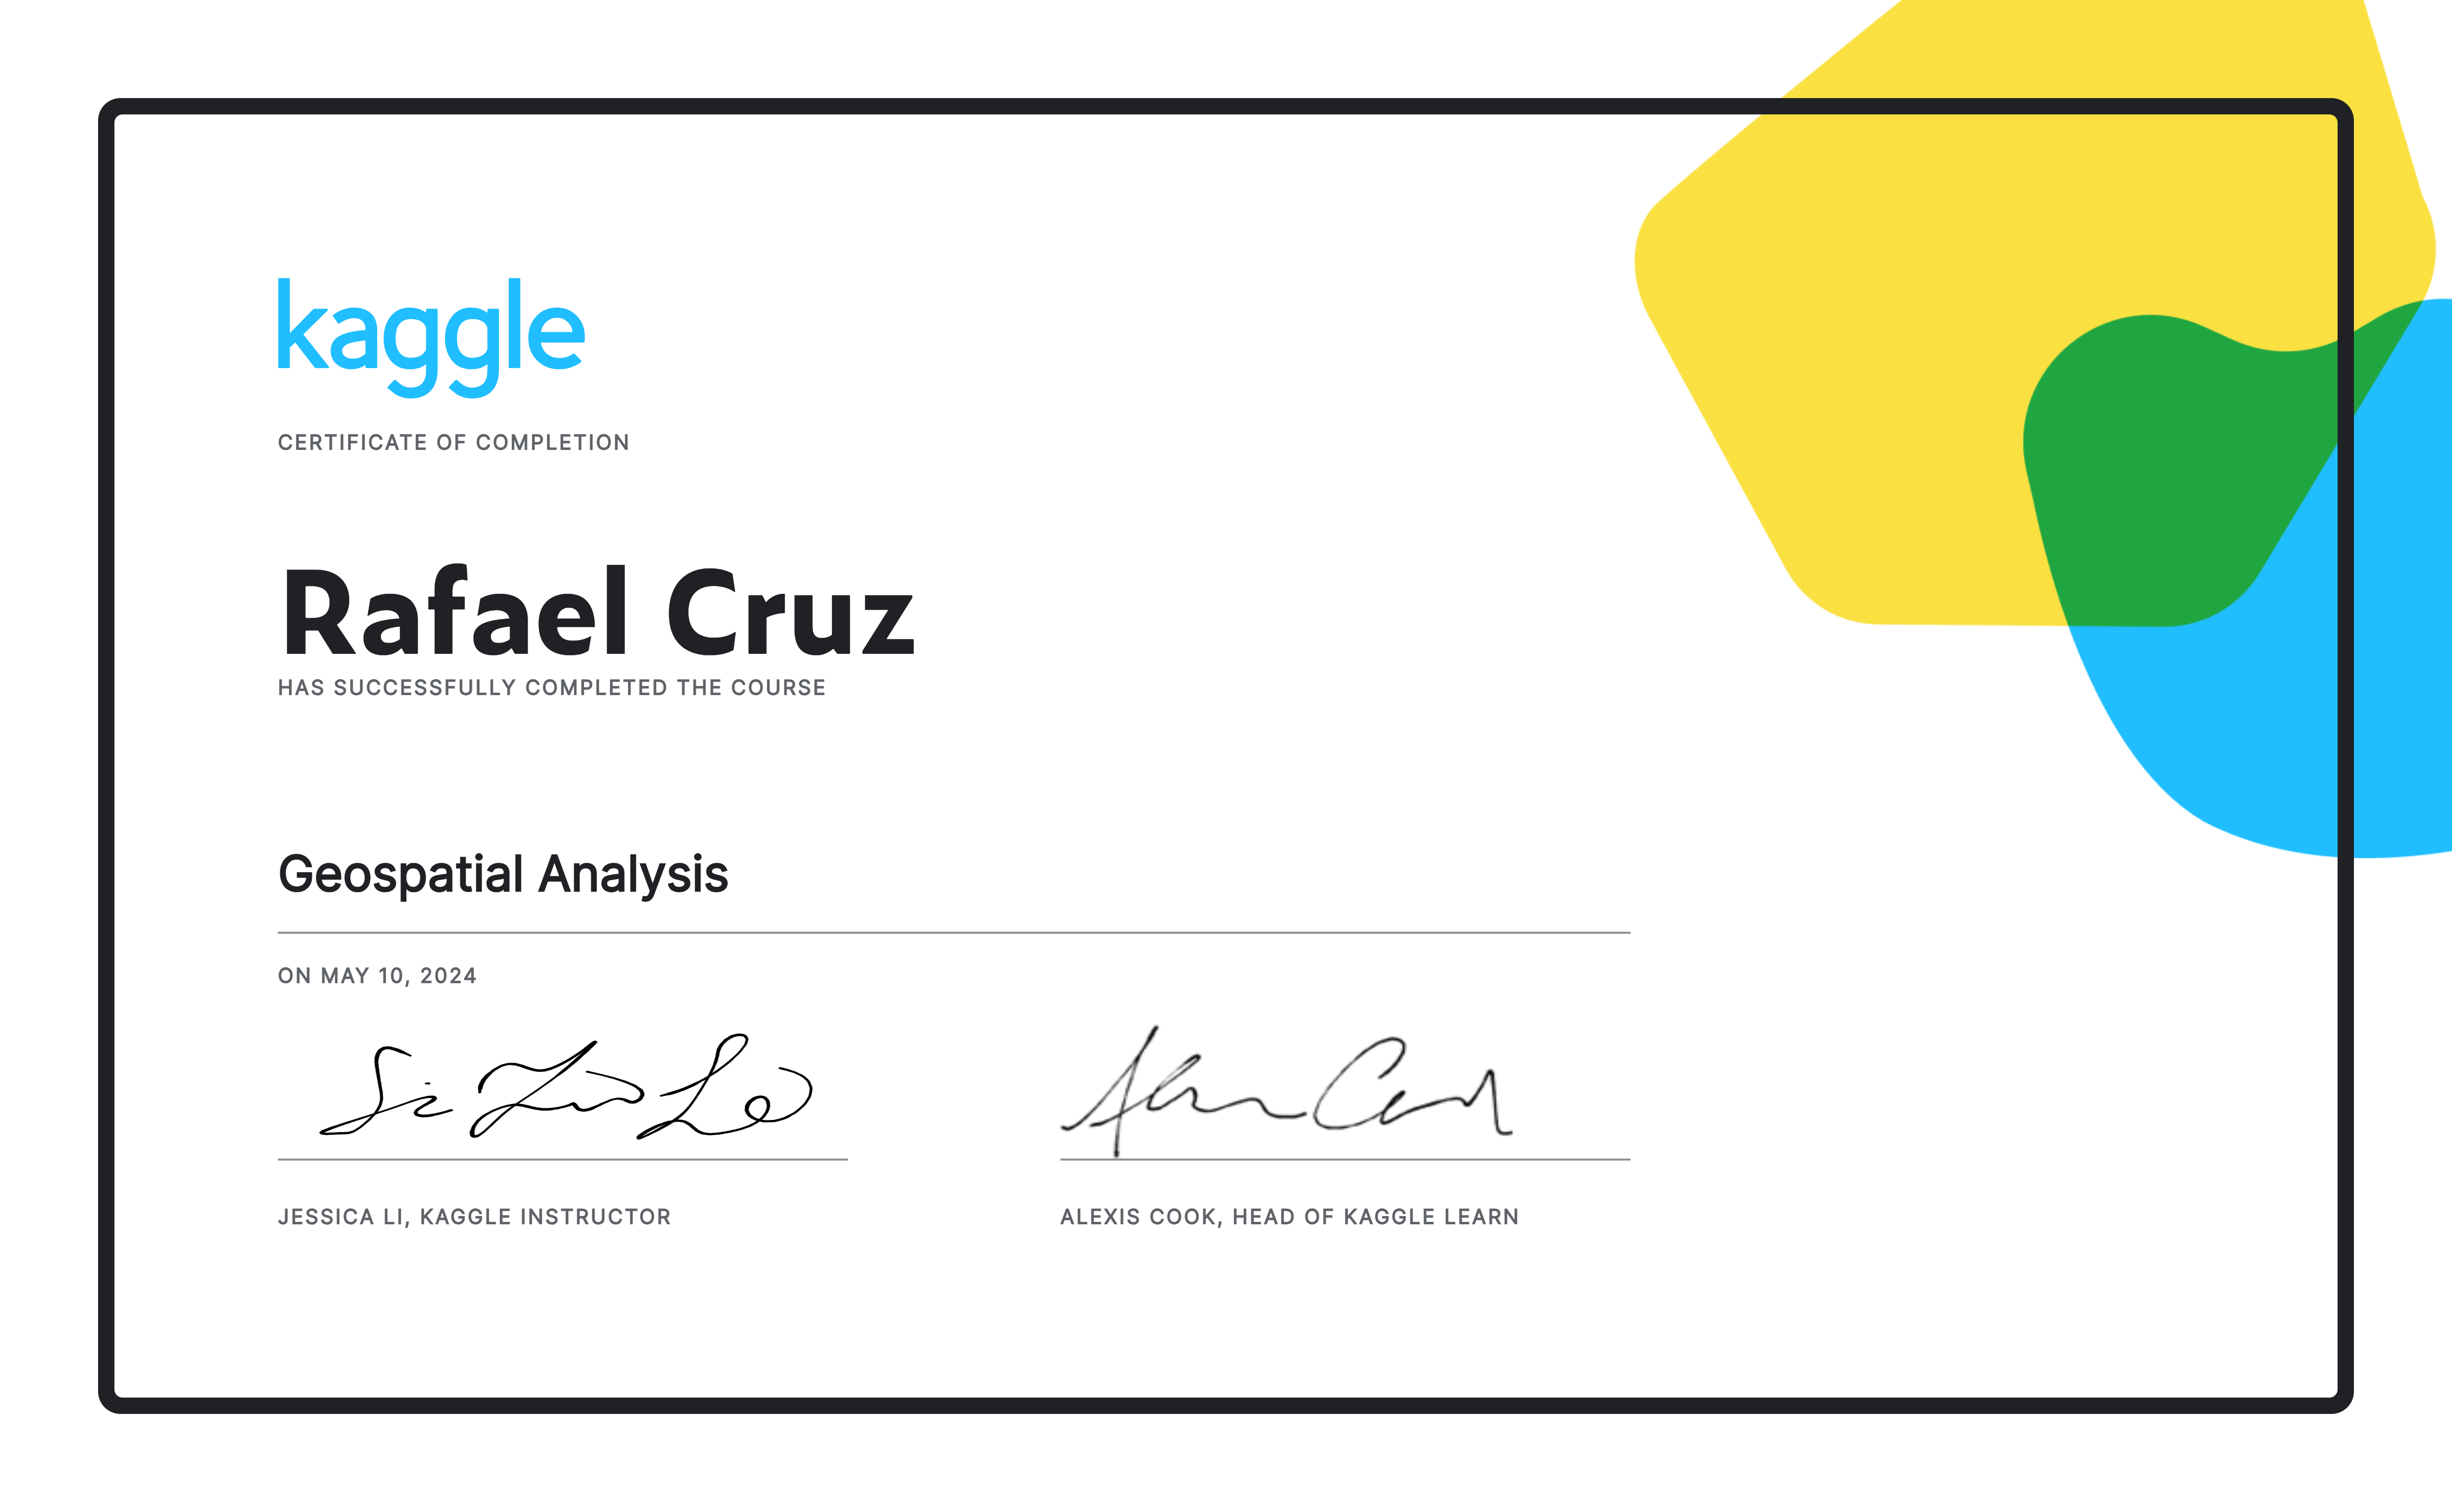 kaggle
CERTIFICATE OF COMPLETION
Rafael Cruz
HAS SUCCESSFULLY COMPLETED THE COURSE
Geospatial Analysis
ON MAY 10, 2024
JESSICA LI, KAGGLE INSTRUCTOR
ALEXIS COOK, HEAD OF KAGGLE LEARN